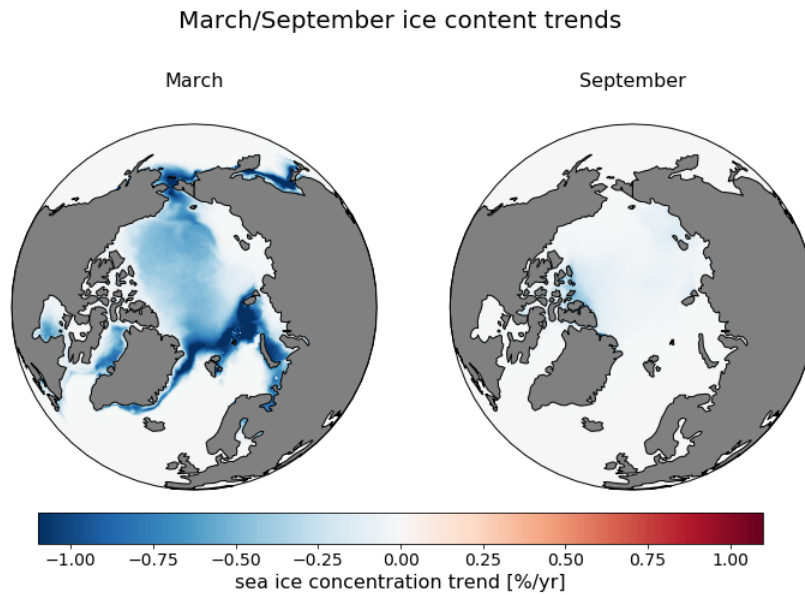 March/September ice content trends
March
September
−1.00 −0.75 −0.50 −0.25 0.00 0.25 0.50 0.75 1.00
sea ice concentration trend [%/yr]